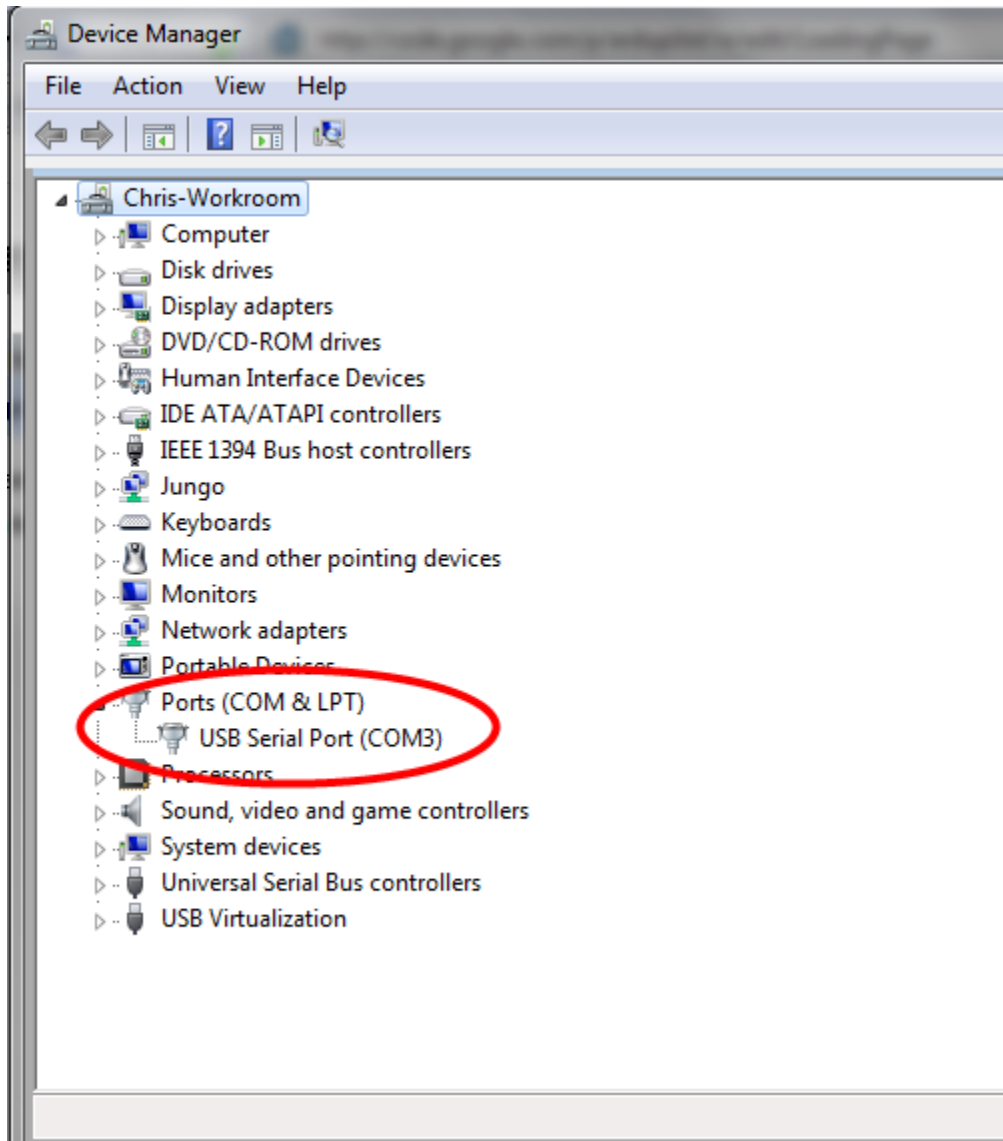 Device Manager
File Action View Help
Chris-Workroom
Computer
Disk drives
Display adapters
DVD/CD-ROM drives
Human Interface Devices
IDE ATA/ATAPI controllers
IEEE 1394 Bus host controllers
Jungo
Keyboards
Mice and other pointing devices
Monitors
Network adapters
Portable Devices
Ports (COM & LPT)
USB Serial Port (COM3)
Processors
Sound, video and game controllers
System devices
Universal Serial Bus controllers
USB Virtualization